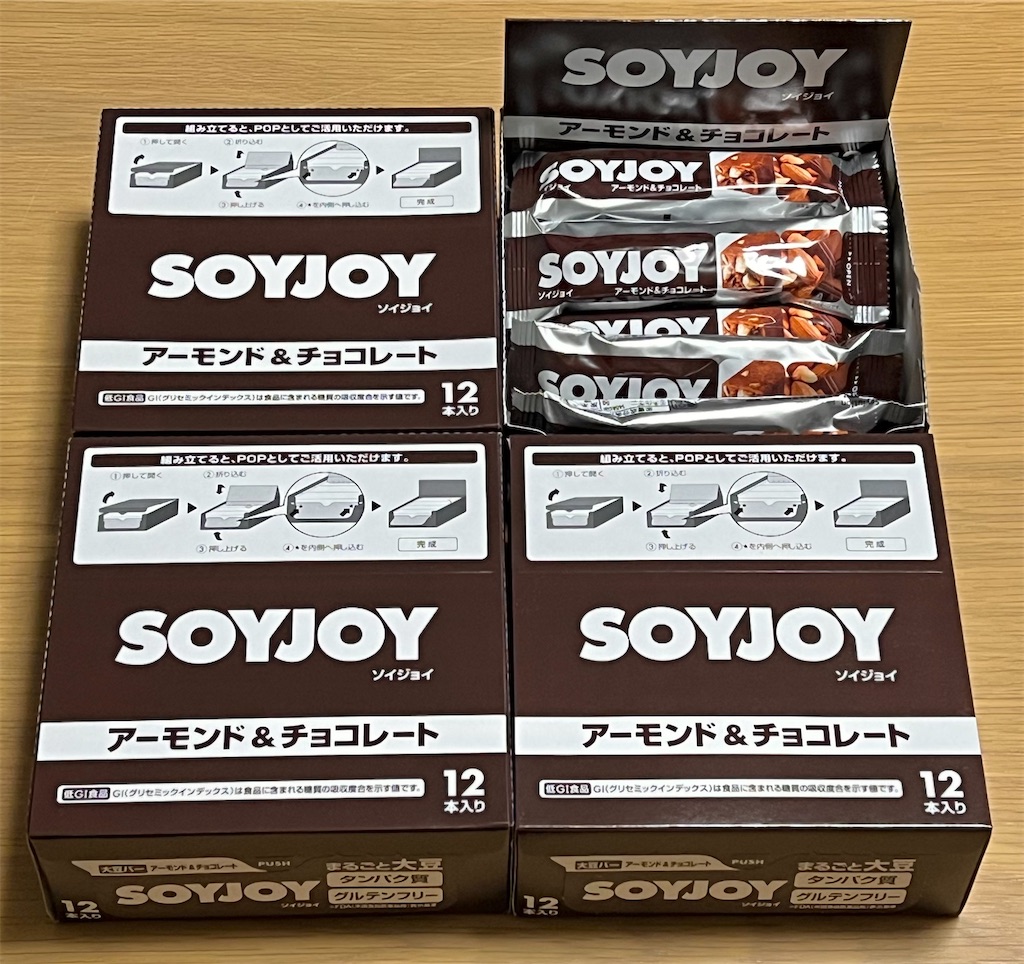 組み立てると、POPとしてご活用いただけます。
①押して開く
②折り込む
③押し上げる
④★を内側へ押し込む
完成
SOYJOY
ソイジョイ
アーモンド&チョコレート
低GI食品 GI(グリセミックインデックス)は食品に含まれる糖質の吸収度合を示す値です。
12
本入り
SOYJOY
ソイジョイ
アーモンド&チョコレート
SOYJOY
ソイジョイ
アーモンド&チョコレート
SOYJOY
ソイジョイ
アーモンド&チョコレート
SOYJOY
SOYJOY
組み立てると、POPとしてご活用いただけます。
①押して開く
②折り込む
③押し上げる
④★を内側へ押し込む
完成
SOYJOY
ソイジョイ
アーモンド&チョコレート
低GI食品 GI(グリセミックインデックス)は食品に含まれる糖質の吸収度合を示す値です。
12
本入り
大豆バー アーモンド&チョコレート
PUSH
まるごと大豆
タンパク質
グルテンフリー
SOYJOY
ソイジョイ
12
本入り
組み立てると、POPとしてご活用いただけます。
①押して開く
②折り込む
③押し上げる
④★を内側へ押し込む
完成
SOYJOY
ソイジョイ
アーモンド&チョコレート
低GI食品 GI(グリセミックインデックス)は食品に含まれる糖質の吸収度合を示す値です。
12
本入り
大豆バー アーモンド&チョコレート
PUSH
まるごと大豆
タンパク質
グルテンフリー
SOYJOY
ソイジョイ
12
本入り